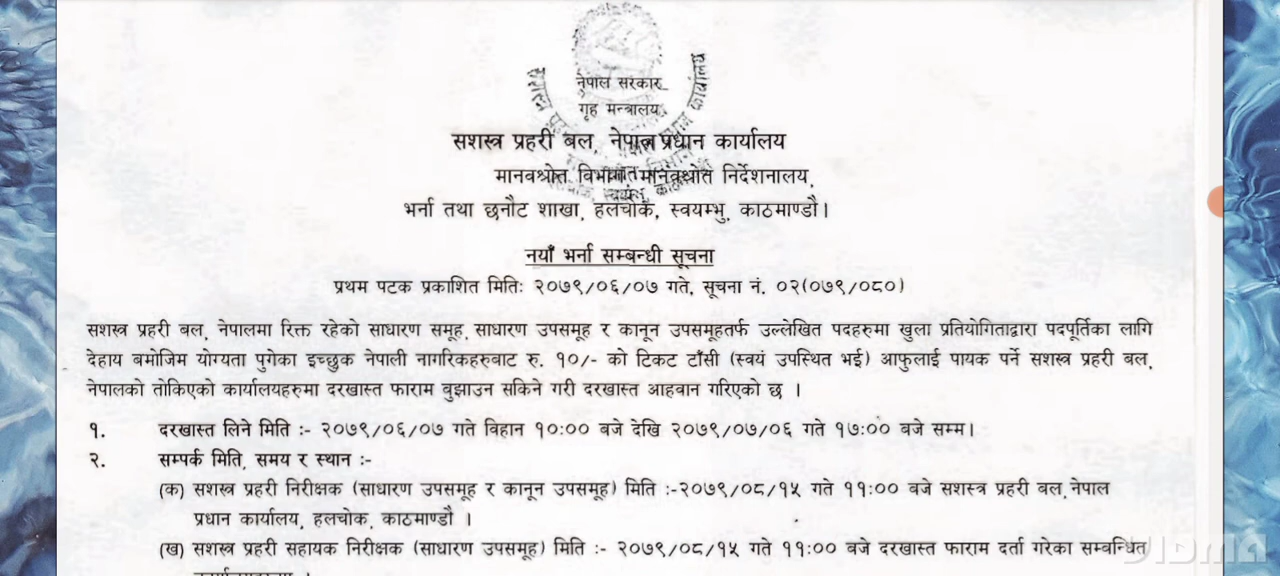 नेपाल सरकार
गृह मन्त्रालय
सशस्त्र प्रहरी बल, नेपाल प्रधान कार्यालय
मानवश्रोत विभाग मानवश्रोत निर्देशनालय,
भर्ना तथा छनौट शाखा, हलचोक, स्वयम्भु, काठमाण्डौ।
नयाँ भर्ना सम्बन्धी सूचना
प्रथम पटक प्रकाशित मितिः २०७९/०६/०७ गते, सूचना नं. ०२(०७९/०८०)
सशस्त्र प्रहरी बल, नेपालमा रिक्त रहेको साधारण समूह, साधारण उपसमूह र कानून उपसमूहतर्फ उल्लेखित पदहरुमा खुला प्रतियोगिताद्वारा पदपूर्तिका लागि
देहाय बमोजिम योग्यता पुगेका इच्छुक नेपाली नागरिकहरुबाट रु. १०/- को टिकट टाँसी (स्वयं उपस्थित भई) आफुलाई पायक पर्ने सशस्त्र प्रहरी बल,
नेपालको तोकिएको कार्यालयहरुमा दरखास्त फाराम बुझाउन सकिने गरी दरखास्त आहवान गरिएको छ ।
१. दरखास्त लिने मिति :- २०७९/०६/०७ गते विहान १०:०० बजे देखि २०७९/०७/०६ गते १७:०० बजे सम्म।
२. सम्पर्क मिति, समय र स्थान :-
(क) सशस्त्र प्रहरी निरीक्षक (साधारण उपसमूह र कानून उपसमूह) मिति :-२०७९/०८/१५ गते ११:०० बजे सशस्त्र प्रहरी बल, नेपाल
प्रधान कार्यालय, हलचोक, काठमाण्डौ ।
(ख) सशस्त्र प्रहरी सहायक निरीक्षक (साधारण उपसमूह) मिति :- २०७९/०८/१५ गते ११:०० बजे दरखास्त फाराम दर्ता गरेका सम्वन्धित
VIDMA